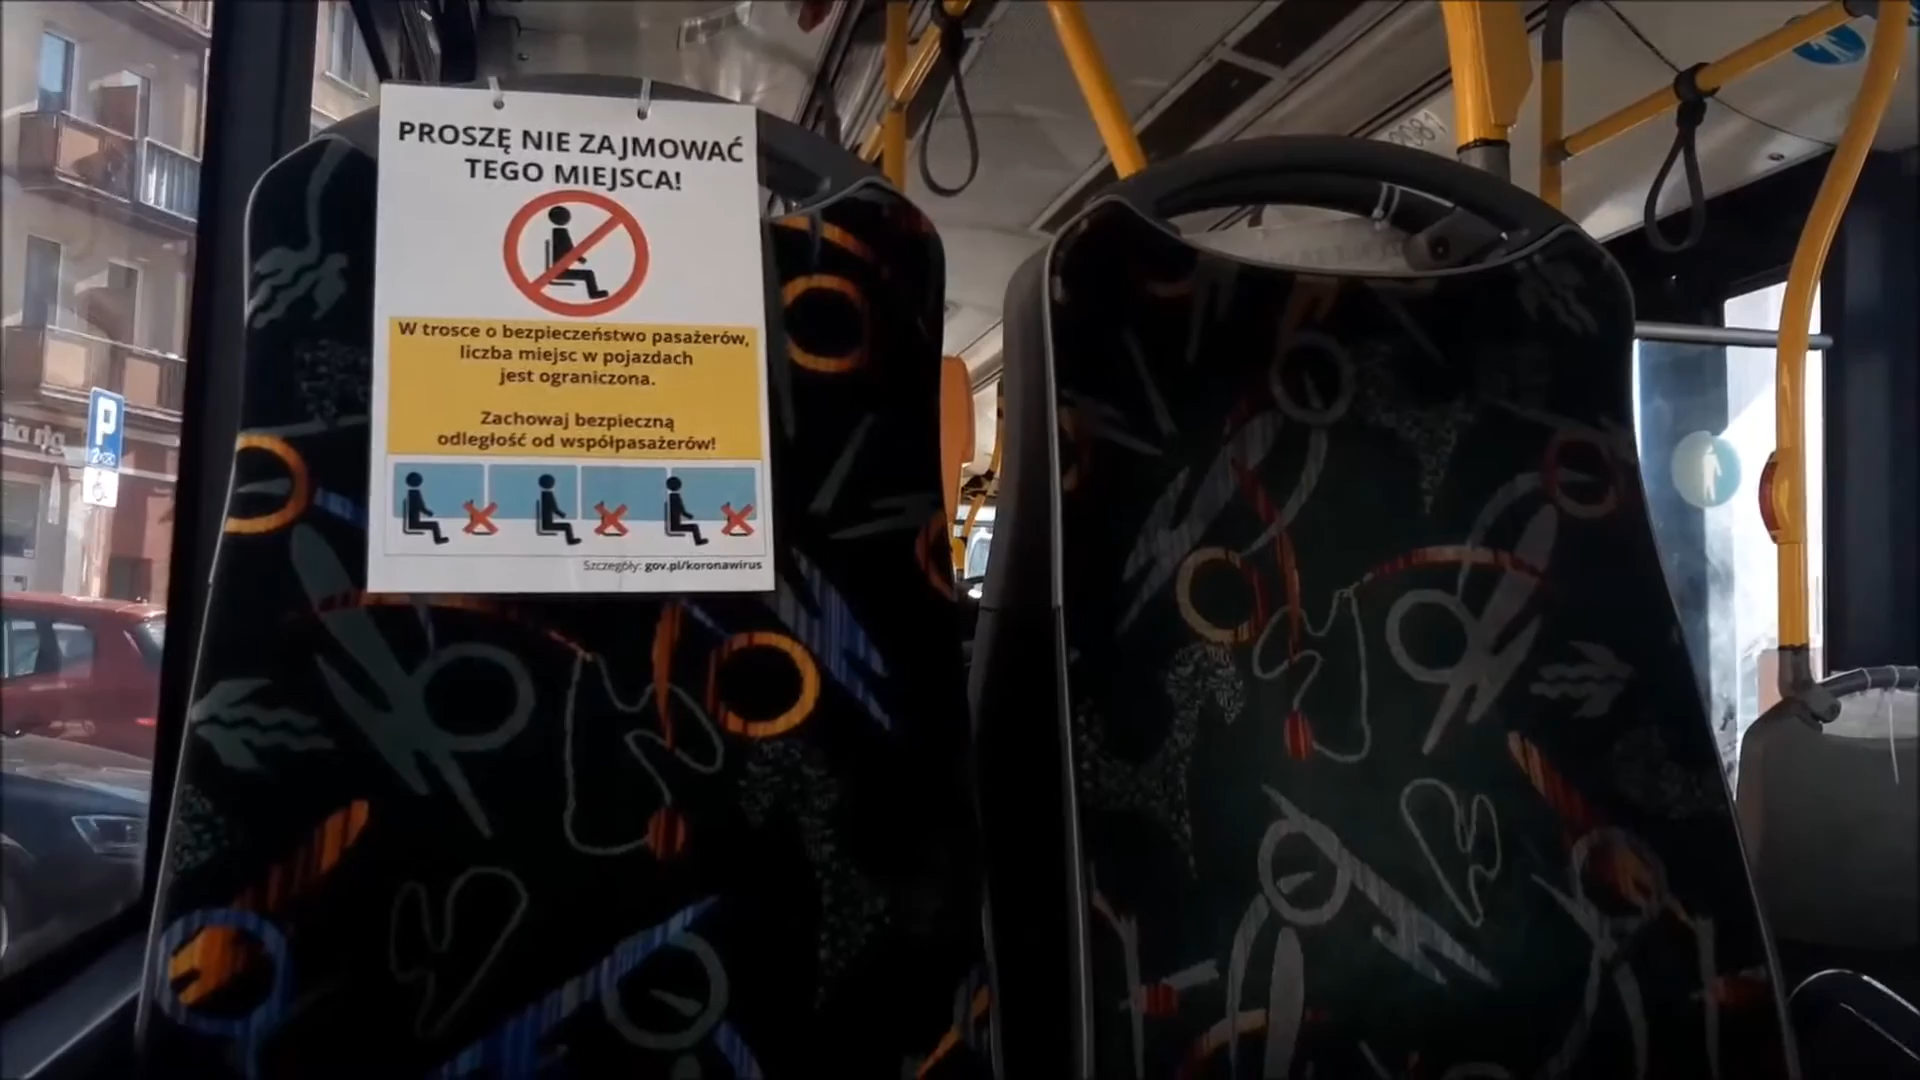 PROSZĘ NIE ZAJMOWAĆ
TEGO MIEJSCA!
W trosce o bezpieczeństwo pasażerów,
liczba miejsc w pojazdach
jest ograniczona.
Zachowaj bezpieczną
odległość od współpasażerów!
Szczegóły: gov.pl/koronawirus
P